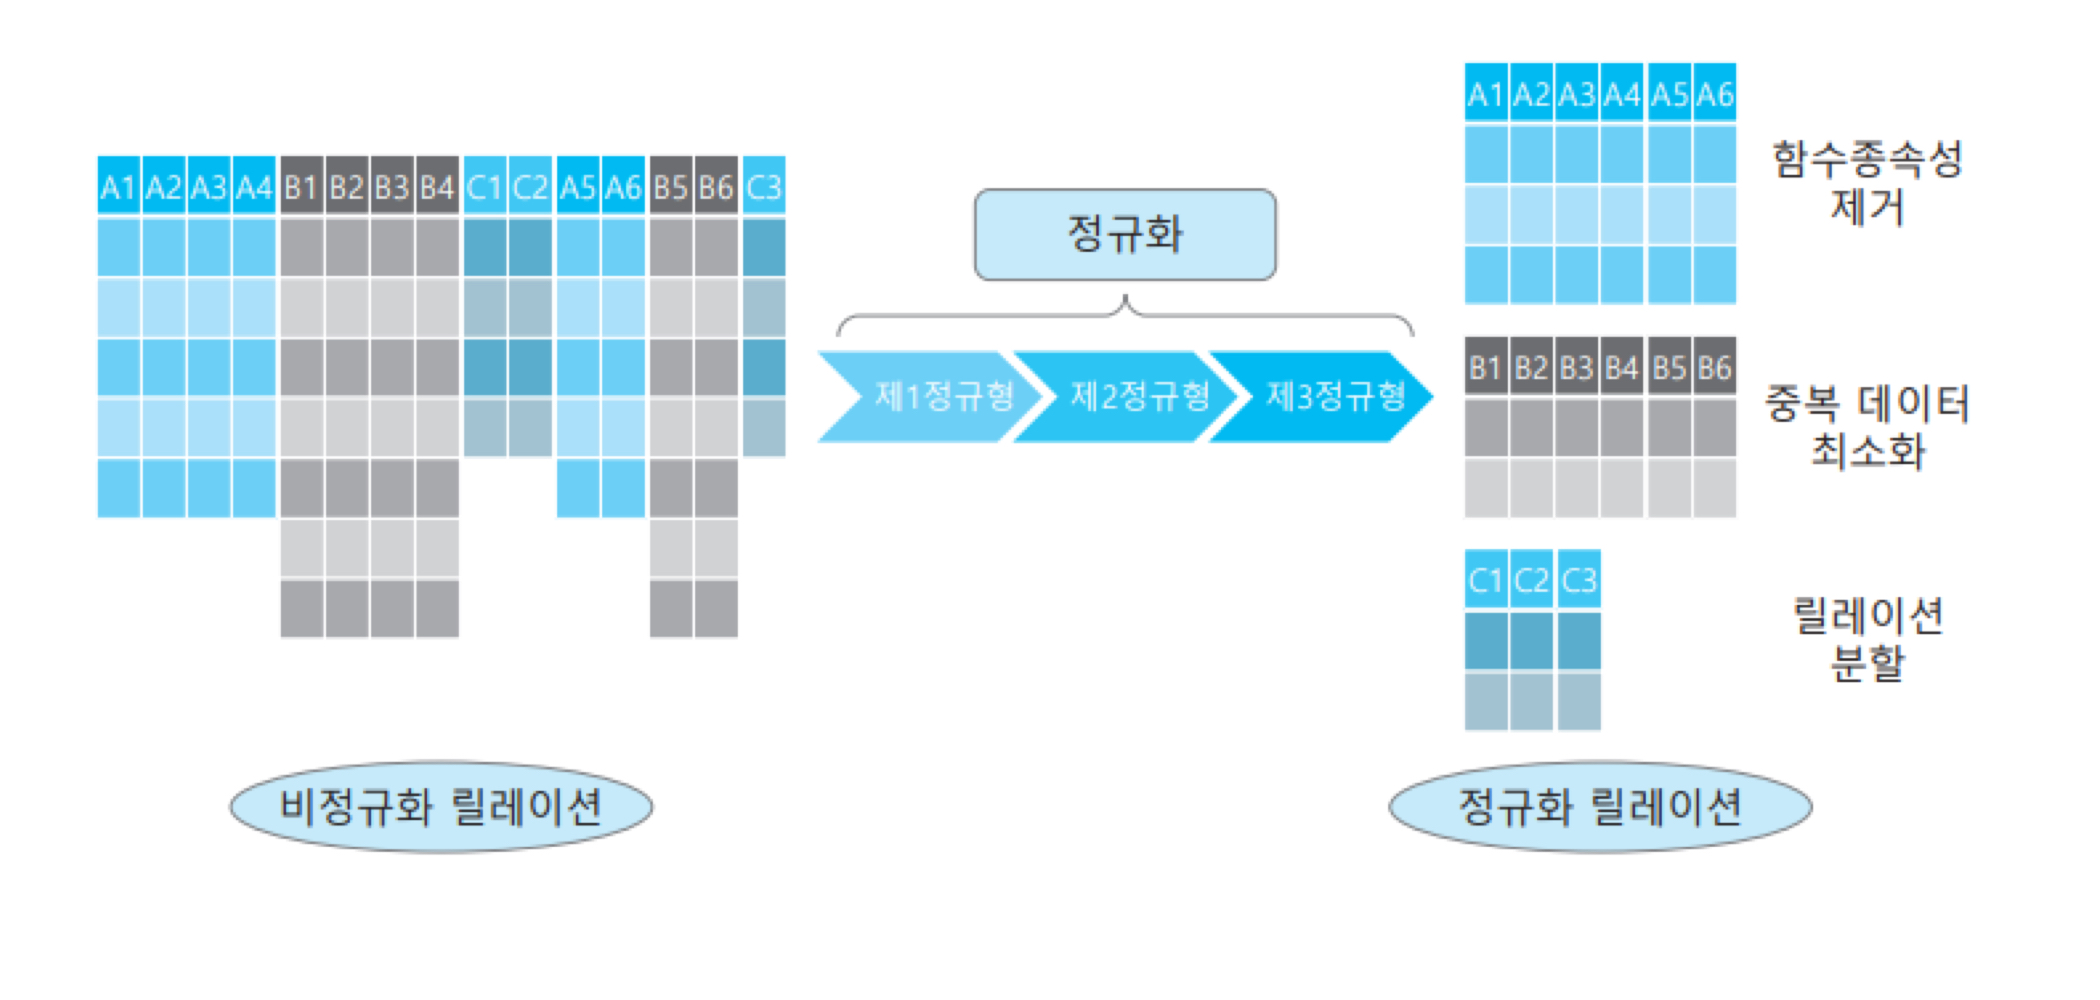 A1 A2 A3 A4 B1 B2 B3 B4 C1 C2 A5 A6 B5 B6 C3
비정규화 릴레이션
정규화
제1정규형 제2정규형 제3정규형
A1 A2 A3 A4 A5 A6
함수종속성
제거
B1 B2 B3 B4 B5 B6
중복 데이터
최소화
C1 C2 C3
릴레이션
분할
정규화 릴레이션